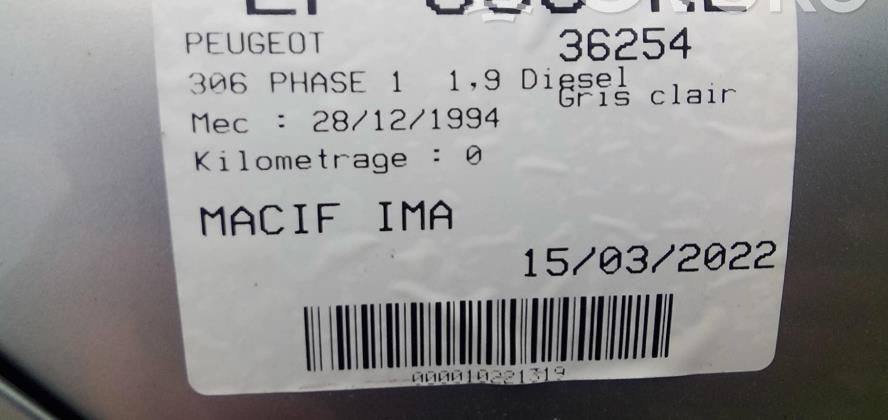 PEUGEOT 36254
306 PHASE 1 1,9 Diesel
Gris clair
Mec : 28/12/1994
Kilometrage : 0
MACIF IMA
15/03/2022
000010221319